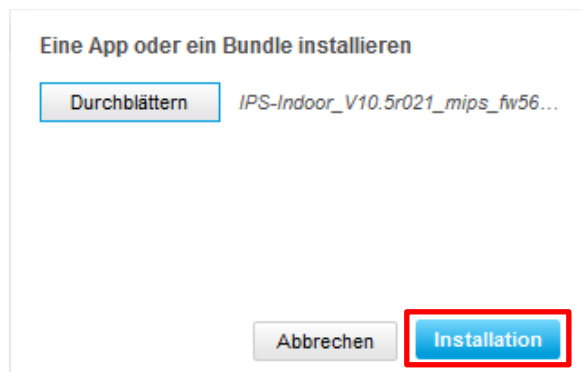 Eine App oder ein Bundle installieren
Durchblättern IPS-Indoor_V10.5r021_mips_fw56...
Abbrechen Installation